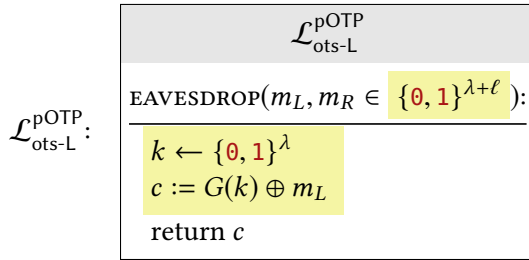 𝓛^pOTP_ots-L
EAVESDROP(m_L, m_R ∈ {0, 1}^{λ+ℓ}):
𝓛^pOTP_ots-L:
k ← {0, 1}^λ
c := G(k) ⊕ m_L
return c